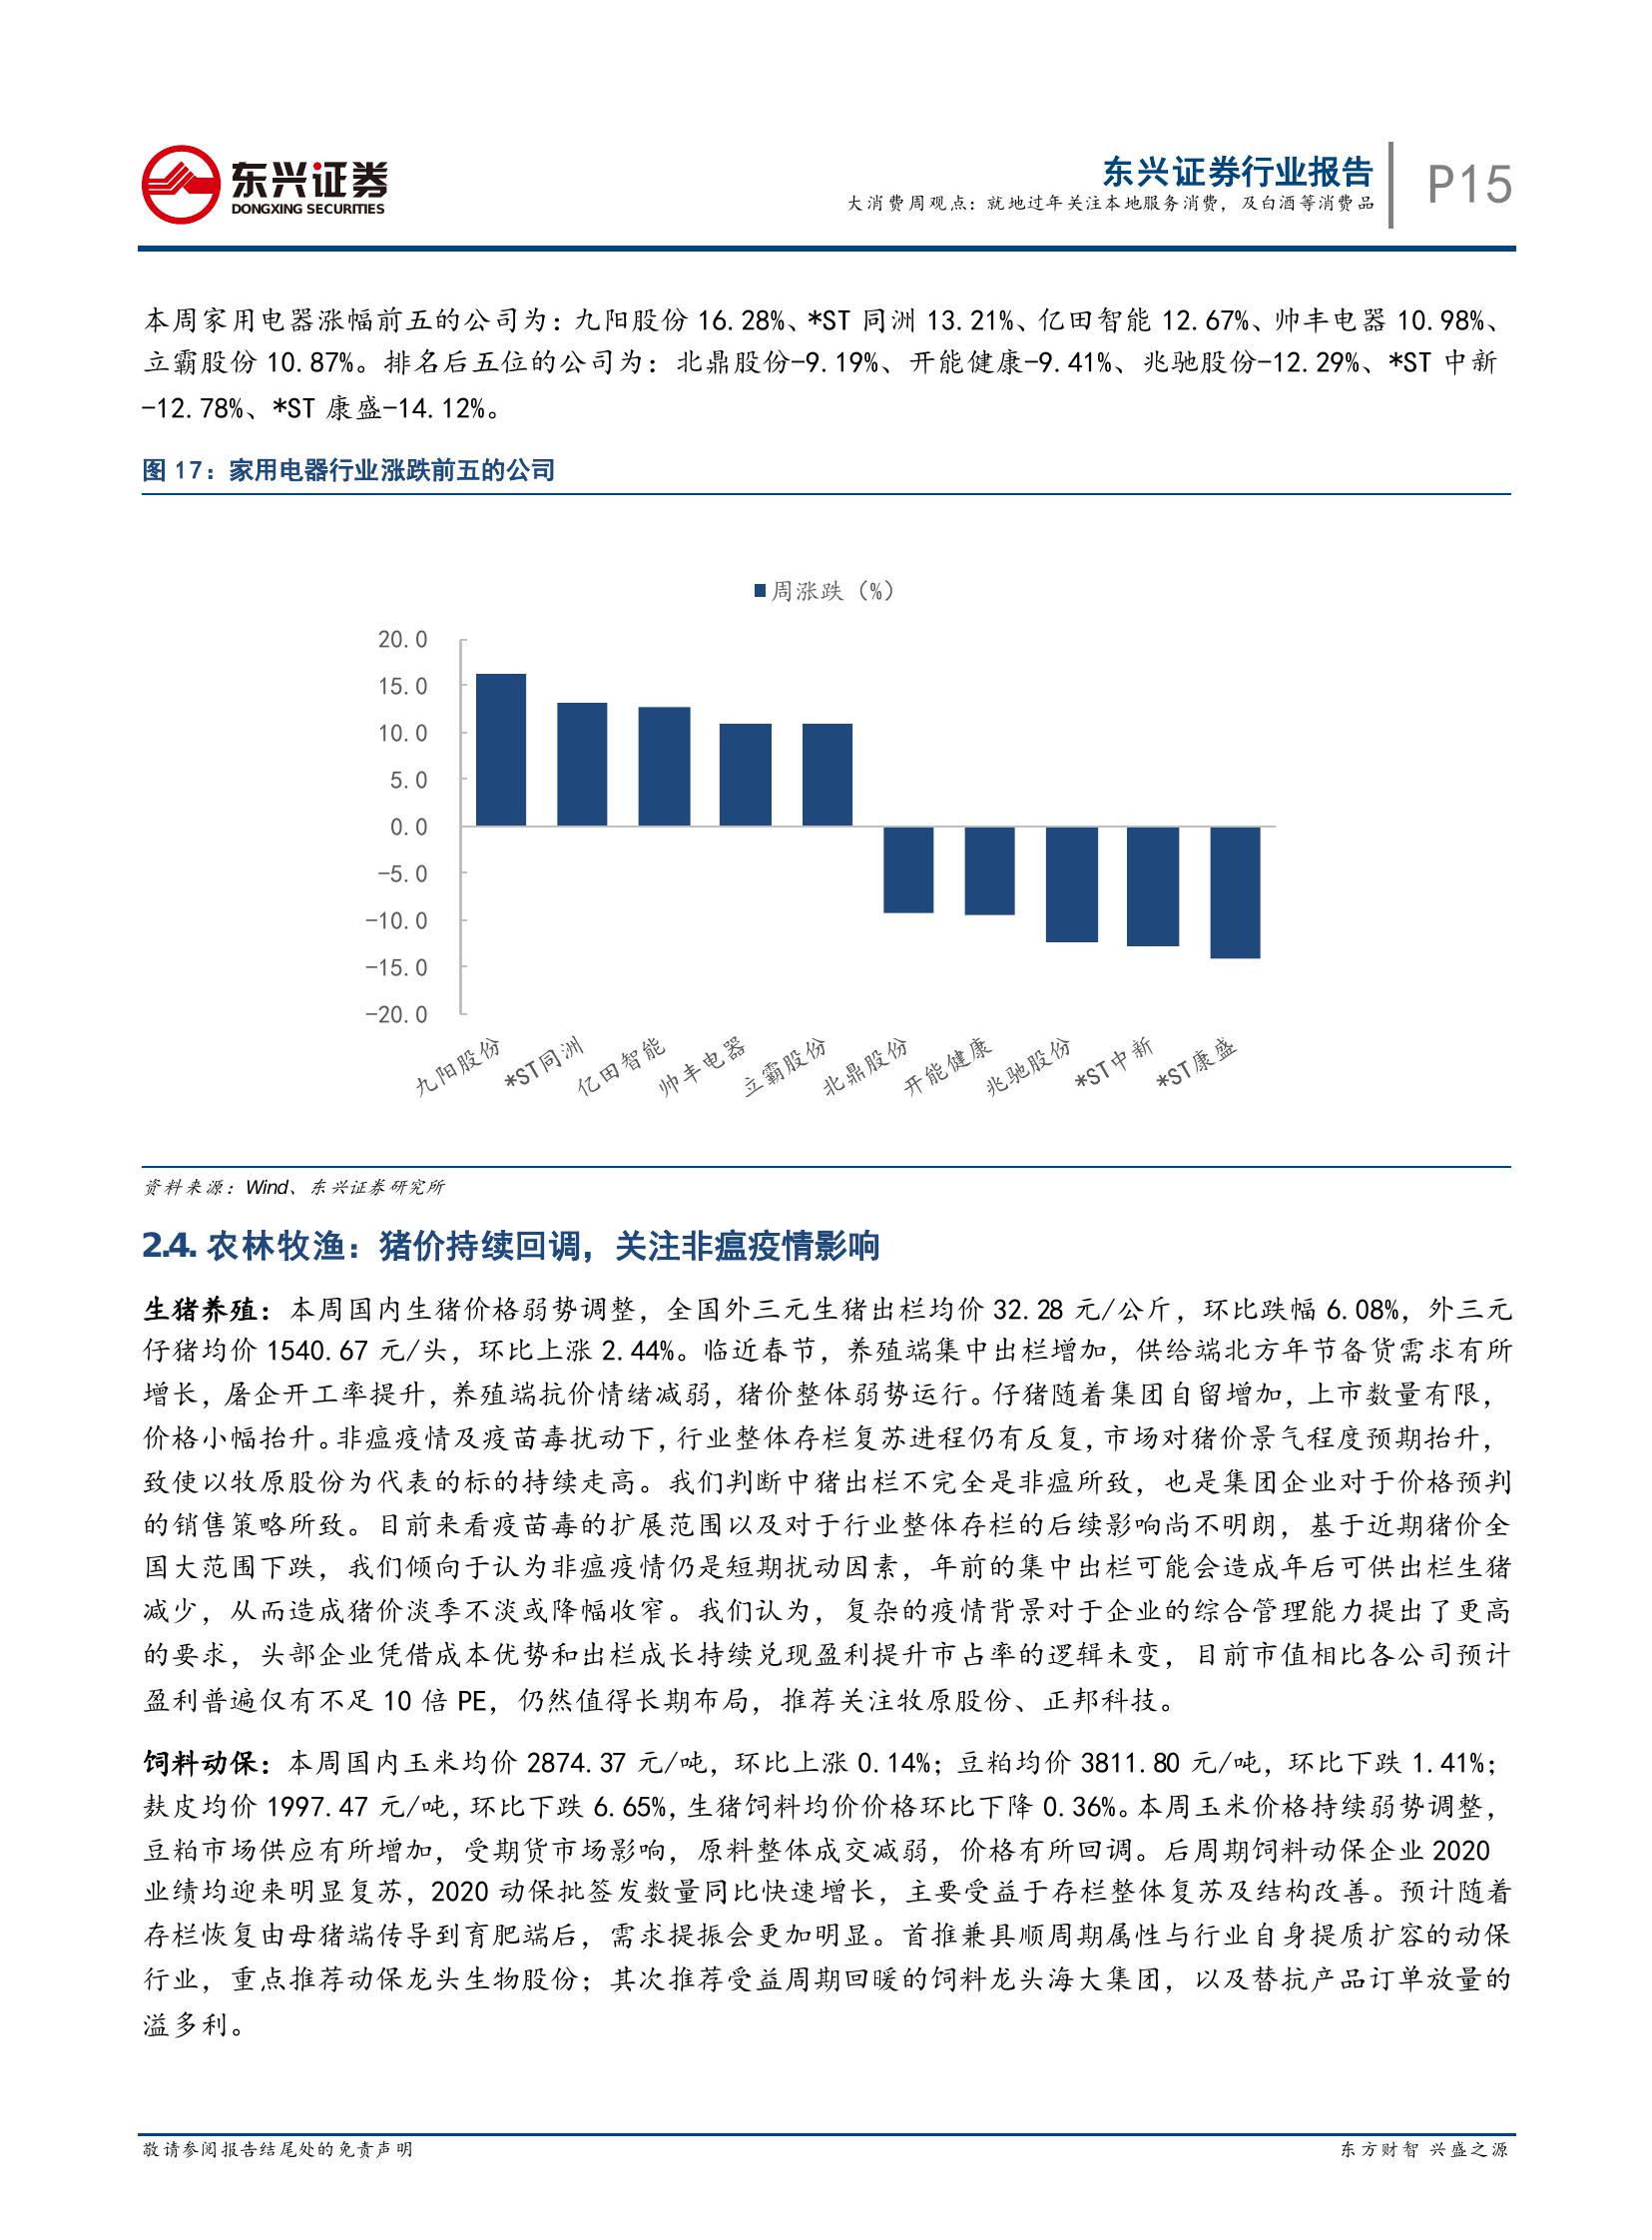 东兴证券
DONGXING SECURITIES
东兴证券行业报告
大消费周观点：就地过年关注本地服务消费，及白酒等消费品
P15
本周家用电器涨幅前五的公司为：九阳股份 16.28%、*ST 同洲 13.21%、亿田智能 12.67%、帅丰电器 10.98%、
立霸股份 10.87%。排名后五位的公司为：北鼎股份-9.19%、开能健康-9.41%、兆驰股份-12.29%、*ST 中新
-12.78%、*ST 康盛-14.12%。
图 17：家用电器行业涨跌前五的公司
周涨跌（%）
20.0
15.0
10.0
5.0
0.0
-5.0
-10.0
-15.0
-20.0
九阳股份
*ST同洲
亿田智能
帅丰电器
立霸股份
北鼎股份
开能健康
兆驰股份
*ST中新
*ST康盛
资料来源：Wind、东兴证券研究所
2.4. 农林牧渔：猪价持续回调，关注非瘟疫情影响
生猪养殖：本周国内生猪价格弱势调整，全国外三元生猪出栏均价 32.28 元/公斤，环比跌幅 6.08%，外三元
仔猪均价 1540.67 元/头，环比上涨 2.44%。临近春节，养殖端集中出栏增加，供给端北方年节备货需求有所
增长，屠企开工率提升，养殖端抗价情绪减弱，猪价整体弱势运行。仔猪随着集团自留增加，上市数量有限，
价格小幅抬升。非瘟疫情及疫苗毒扰动下，行业整体存栏复苏进程仍有反复，市场对猪价景气程度预期抬升，
致使以牧原股份为代表的标的持续走高。我们判断中猪出栏不完全是非瘟所致，也是集团企业对于价格预判
的销售策略所致。目前来看疫苗毒的扩展范围以及对于行业整体存栏的后续影响尚不明朗，基于近期猪价全
国大范围下跌，我们倾向于认为非瘟疫情仍是短期扰动因素，年前的集中出栏可能会造成年后可供出栏生猪
减少，从而造成猪价淡季不淡或降幅收窄。我们认为，复杂的疫情背景对于企业的综合管理能力提出了更高
的要求，头部企业凭借成本优势和出栏成长持续兑现盈利提升市占率的逻辑未变，目前市值相比各公司预计
盈利普遍仅有不足 10 倍 PE，仍然值得长期布局，推荐关注牧原股份、正邦科技。
饲料动保：本周国内玉米均价 2874.37 元/吨，环比上涨 0.14%；豆粕均价 3811.80 元/吨，环比下跌 1.41%；
麸皮均价 1997.47 元/吨，环比下跌 6.65%，生猪饲料均价价格环比下降 0.36%。本周玉米价格持续弱势调整，
豆粕市场供应有所增加，受期货市场影响，原料整体成交减弱，价格有所回调。后周期饲料动保企业 2020
业绩均迎来明显复苏，2020 动保批签发数量同比快速增长，主要受益于存栏整体复苏及结构改善。预计随着
存栏恢复由母猪端传导到育肥端后，需求提振会更加明显。首推兼具顺周期属性与行业自身提质扩容的动保
行业，重点推荐动保龙头生物股份；其次推荐受益周期回暖的饲料龙头海大集团，以及替抗产品订单放量的
溢多利。
敬请参阅报告结尾处的免责声明
东方财智 兴盛之源